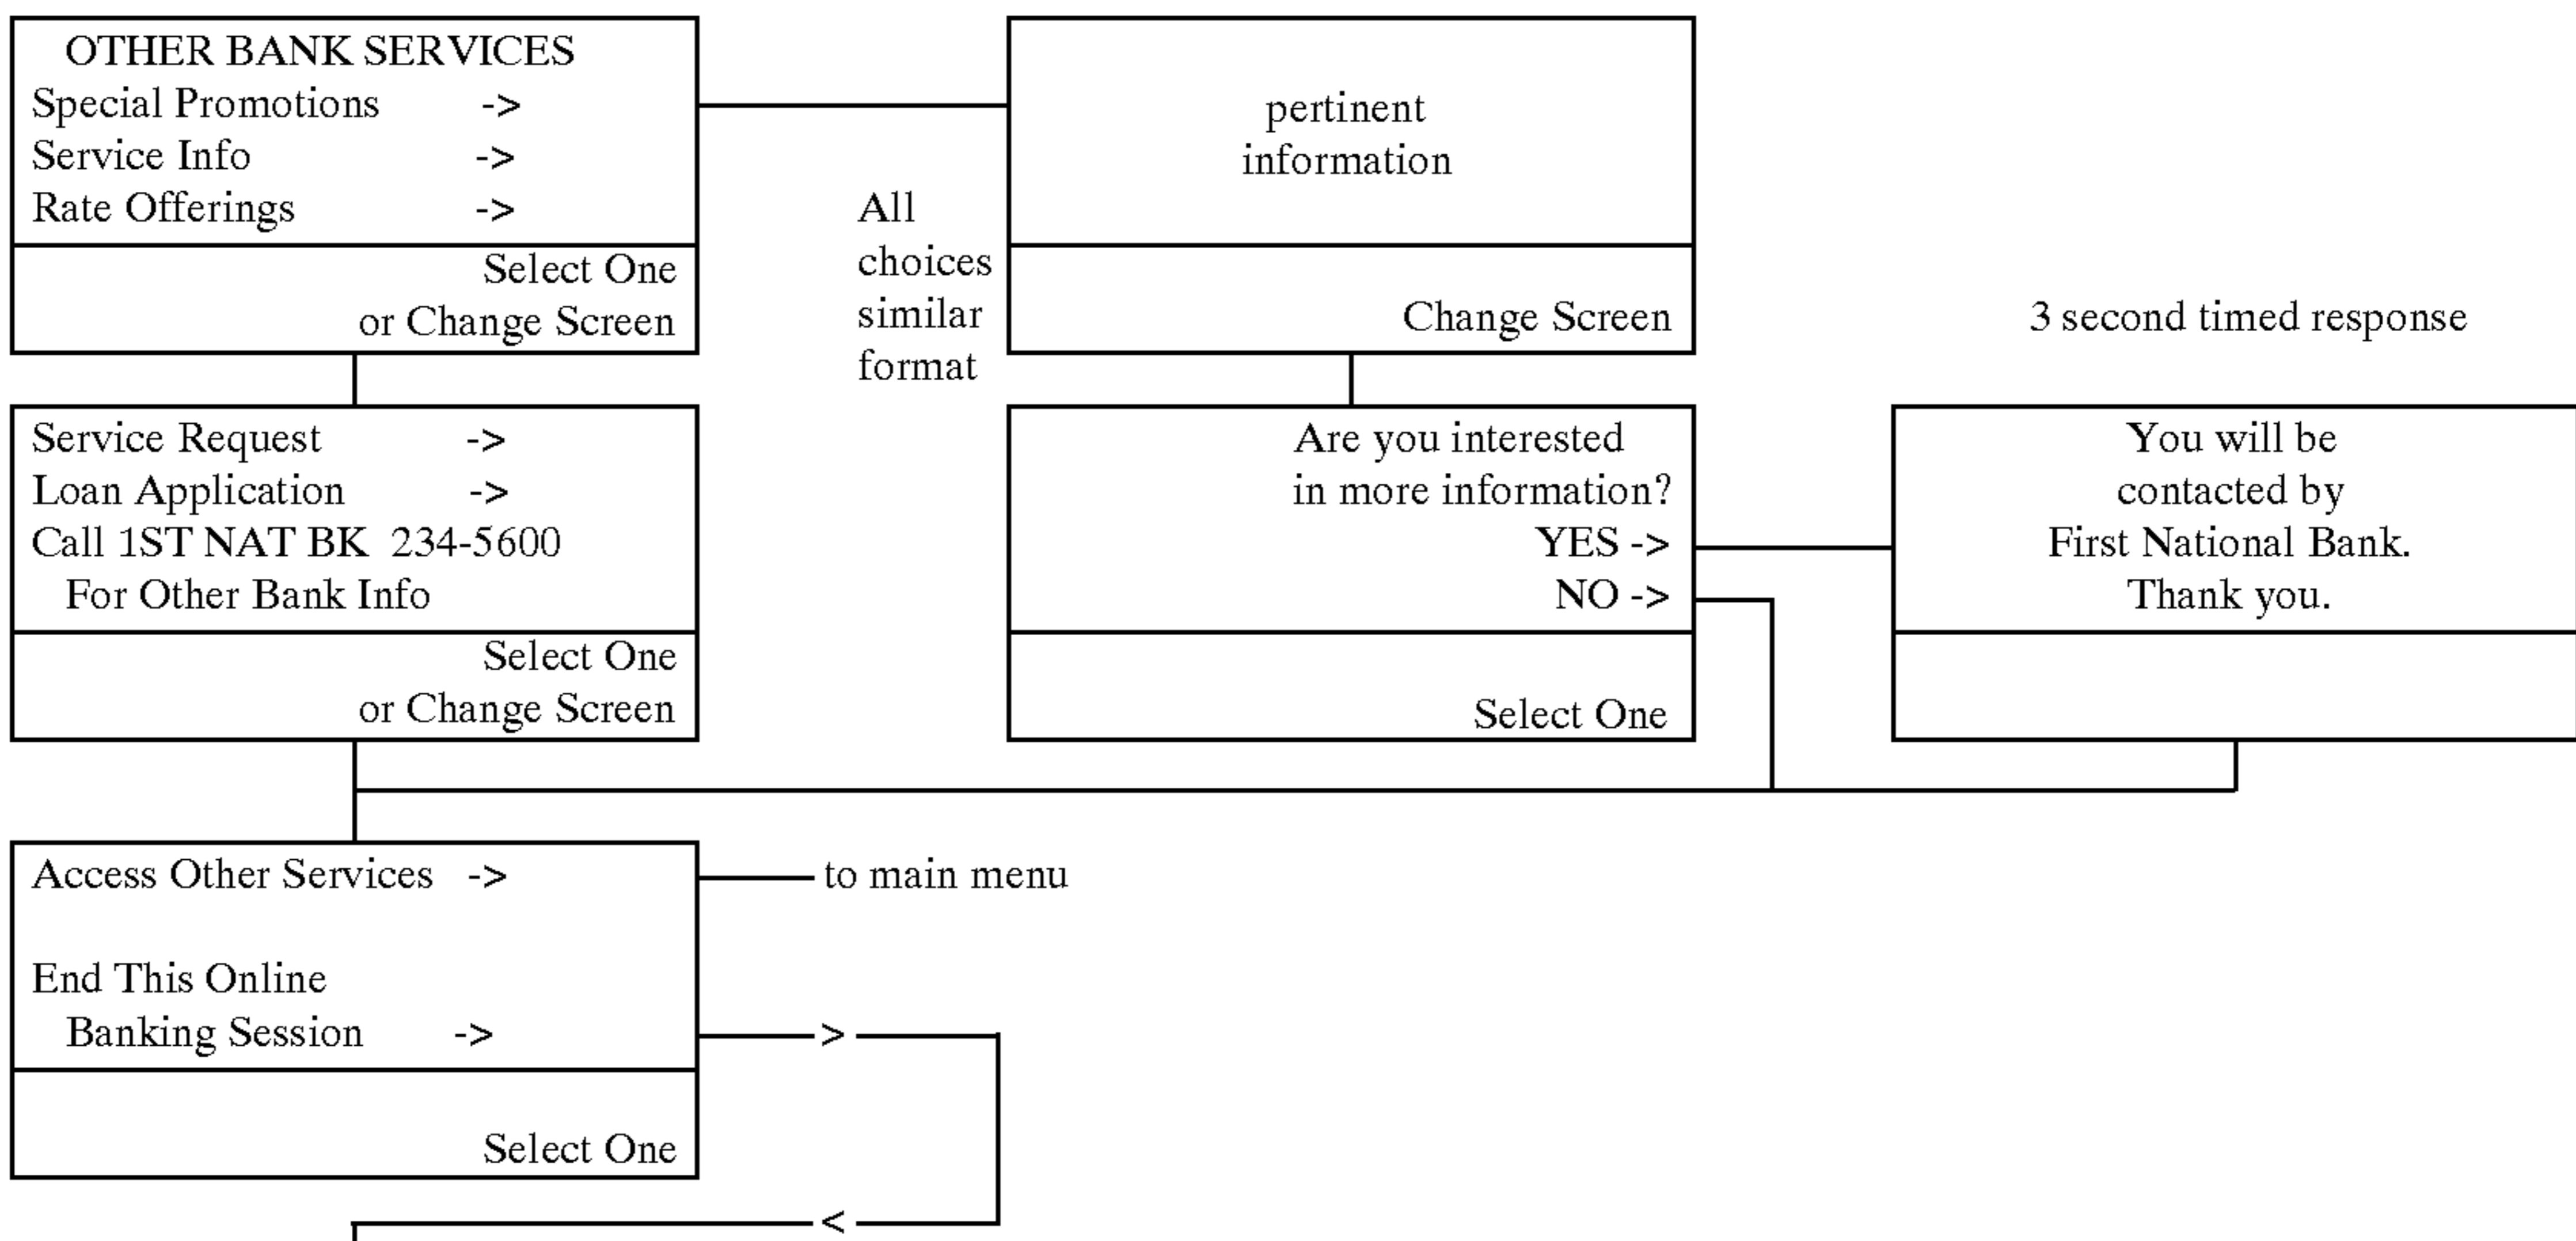 OTHER BANK SERVICES
Special Promotions ->
Service Info ->
Rate Offerings ->
Select One
or Change Screen
All
choices
similar
format
pertinent
information
Change Screen
3 second timed response
Service Request ->
Loan Application ->
Call 1ST NAT BK 234-5600
For Other Bank Info
Select One
or Change Screen
Are you interested
in more information?
YES ->
NO ->
Select One
You will be
contacted by
First National Bank.
Thank you.
Access Other Services ->
to main menu
End This Online
Banking Session ->
>
Select One
<